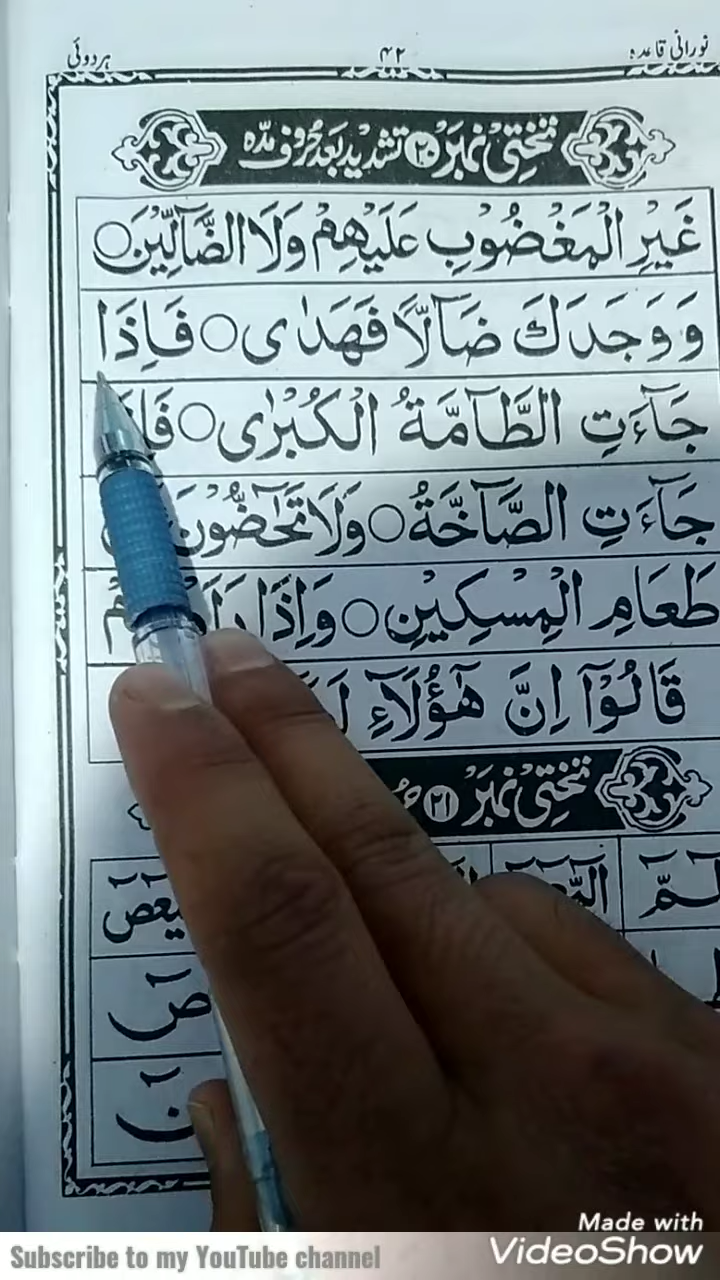 نورانی قاعدہ ۴۲ ہردوئی
تختی نمبر ۲۰ تشدید بعد حروف مدّہ
غَيْرِ الْمَغْضُوْبِ عَلَيْهِمْ وَلَا الضَّآلِّيْنَ○
وَوَجَدَكَ ضَآلًّا فَهَدٰى○ فَاِذَا
جَآءَتِ الطَّآمَّةُ الْكُبْرٰى○
جَآءَتِ الصَّآخَّةُ○ وَلَا تَحٰٓضُّوْنَ
طَعَامِ الْمِسْكِيْنِ○ وَاِذَا
قَالُوْٓا اِنَّ هٰٓؤُلَآءِ
تختی نمبر ۲۱
صٓ
نٓ
Made with
Subscribe to my YouTube channel VideoShow